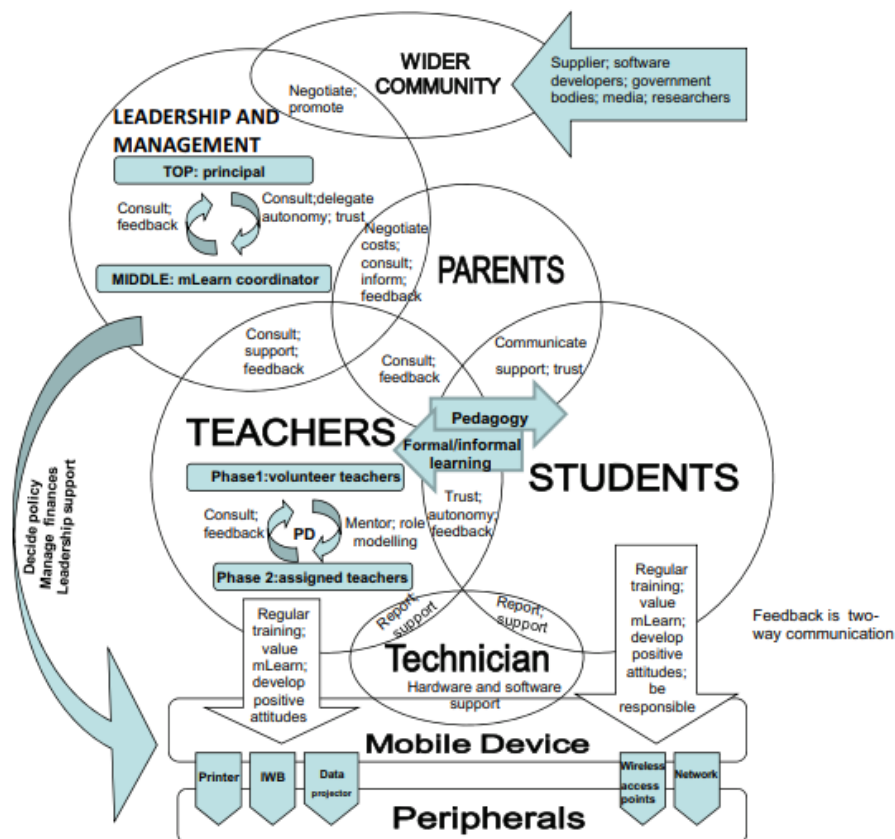 WIDER
COMMUNITY
Supplier; software
developers; government
bodies; media; researchers
Negotiate;
promote
LEADERSHIP AND
MANAGEMENT
TOP: principal
Consult;
feedback
Consult;delegate
autonomy; trust
MIDDLE: mLearn coordinator
Negotiate
costs;
consult;
inform;
feedback
PARENTS
Consult;
support;
feedback
Consult;
feedback
Communicate
support; trust
Pedagogy
Formal/informal
learning
TEACHERS
STUDENTS
Phase1:volunteer teachers
Consult;
feedback
PD
Mentor; role
modelling
Phase 2:assigned teachers
Trust;
autonomy;
feedback
Decide policy
Manage finances
Leadership support
Regular
training;
value
mLearn;
develop
positive
attitudes
Report;
support
Report;
support
Technician
Hardware and software
support
Regular
training;
value
mLearn;
develop
positive
attitudes;
be
responsible
Feedback is two-
way communication
Mobile Device
Printer
IWB
Data
projector
Wireless
access
points
Network
Peripherals